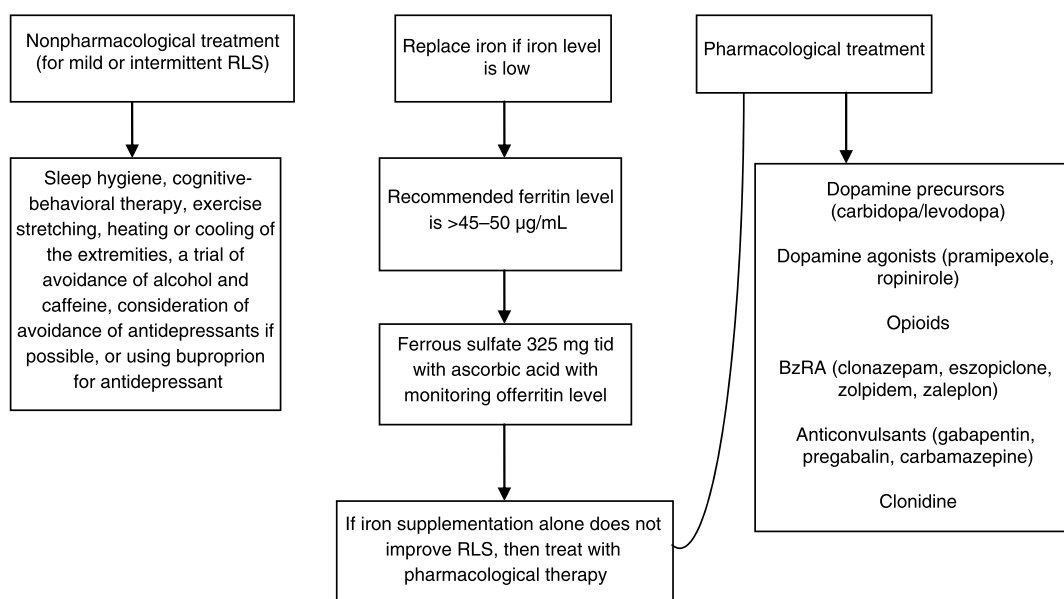 Nonpharmacological treatment
(for mild or intermittent RLS)
Sleep hygiene, cognitive-
behavioral therapy, exercise
stretching, heating or cooling of
the extremities, a trial of
avoidance of alcohol and
caffeine, consideration of
avoidance of antidepressants if
possible, or using buproprion
for antidepressant
Replace iron if iron level
is low
Recommended ferritin level
is >45–50 µg/mL
Ferrous sulfate 325 mg tid
with ascorbic acid with
monitoring offerritin level
If iron supplementation alone does not
improve RLS, then treat with
pharmacological therapy
Pharmacological treatment
Dopamine precursors
(carbidopa/levodopa)
Dopamine agonists (pramipexole,
ropinirole)
Opioids
BzRA (clonazepam, eszopiclone,
zolpidem, zaleplon)
Anticonvulsants (gabapentin,
pregabalin, carbamazepine)
Clonidine